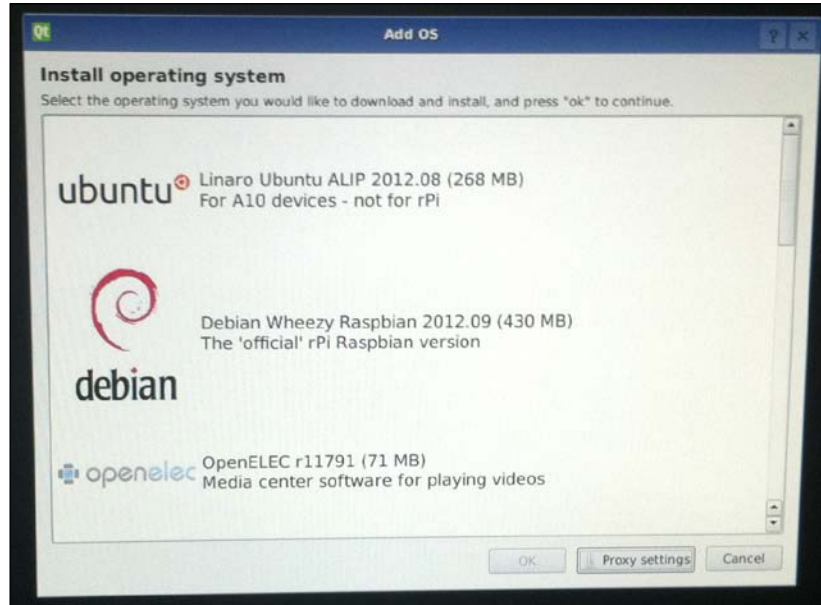 Qt Add OS ? ×
Install operating system
Select the operating system you would like to download and install, and press "ok" to continue.
ubuntu
Linaro Ubuntu ALIP 2012.08 (268 MB)
For A10 devices - not for rPi
debian
Debian Wheezy Raspbian 2012.09 (430 MB)
The 'official' rPi Raspbian version
openelec
OpenELEC r11791 (71 MB)
Media center software for playing videos
OK Proxy settings Cancel